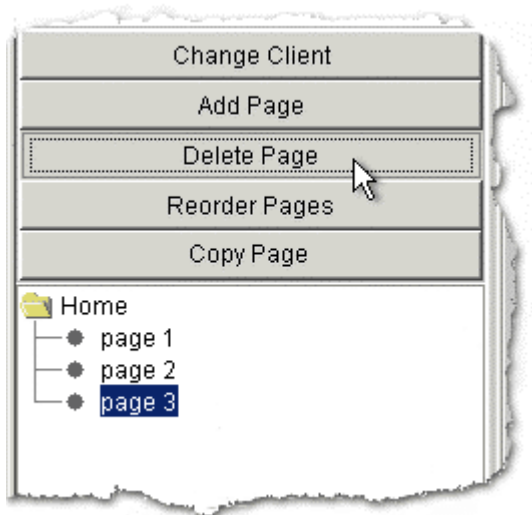 Change Client
Add Page
Delete Page
Reorder Pages
Copy Page
Home
page 1
page 2
page 3